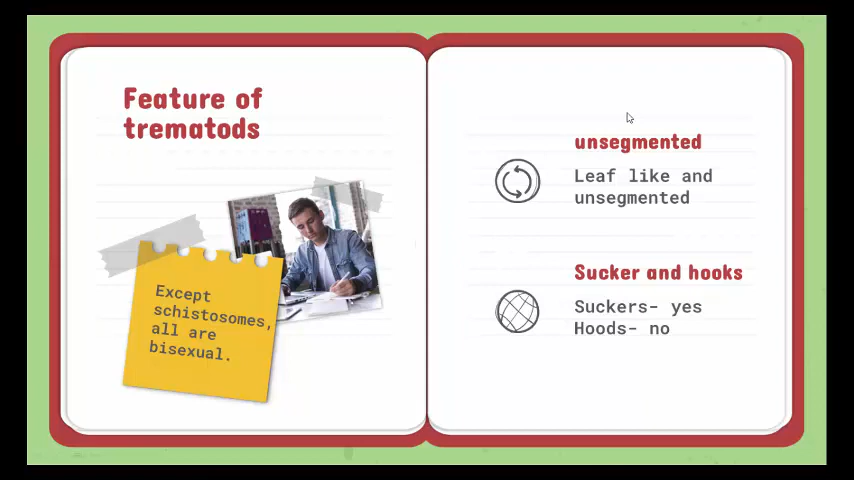 Feature of
trematods
Except
schistosomes,
all are
bisexual.
unsegmented
Leaf like and
unsegmented
Sucker and hooks
Suckers- yes
Hoods- no